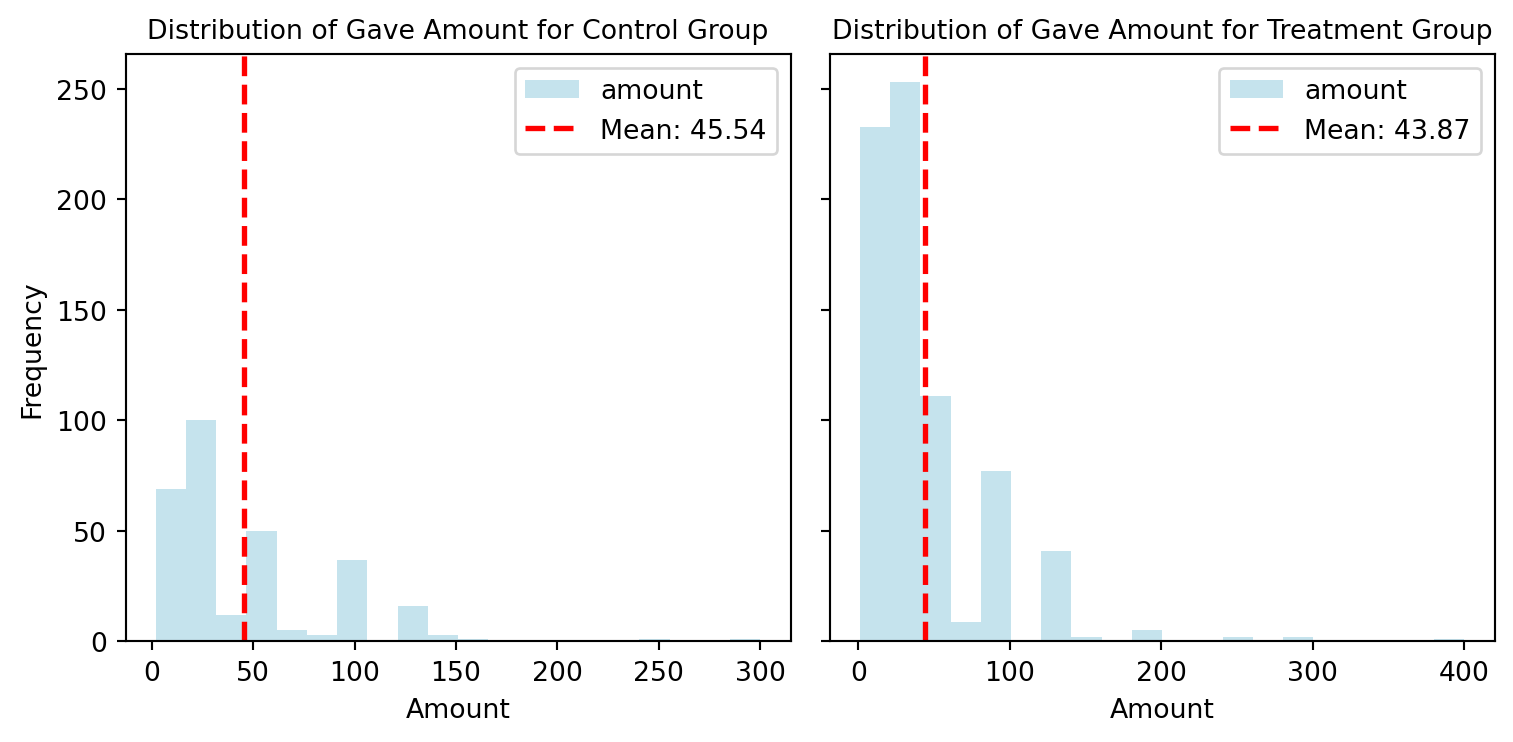 Distribution of Gave Amount for Control Group
amount
Mean: 45.54
250
200
150
100
50
0
Frequency
0 50 100 150 200 250 300
Amount
Distribution of Gave Amount for Treatment Group
amount
Mean: 43.87
0 100 200 300 400
Amount